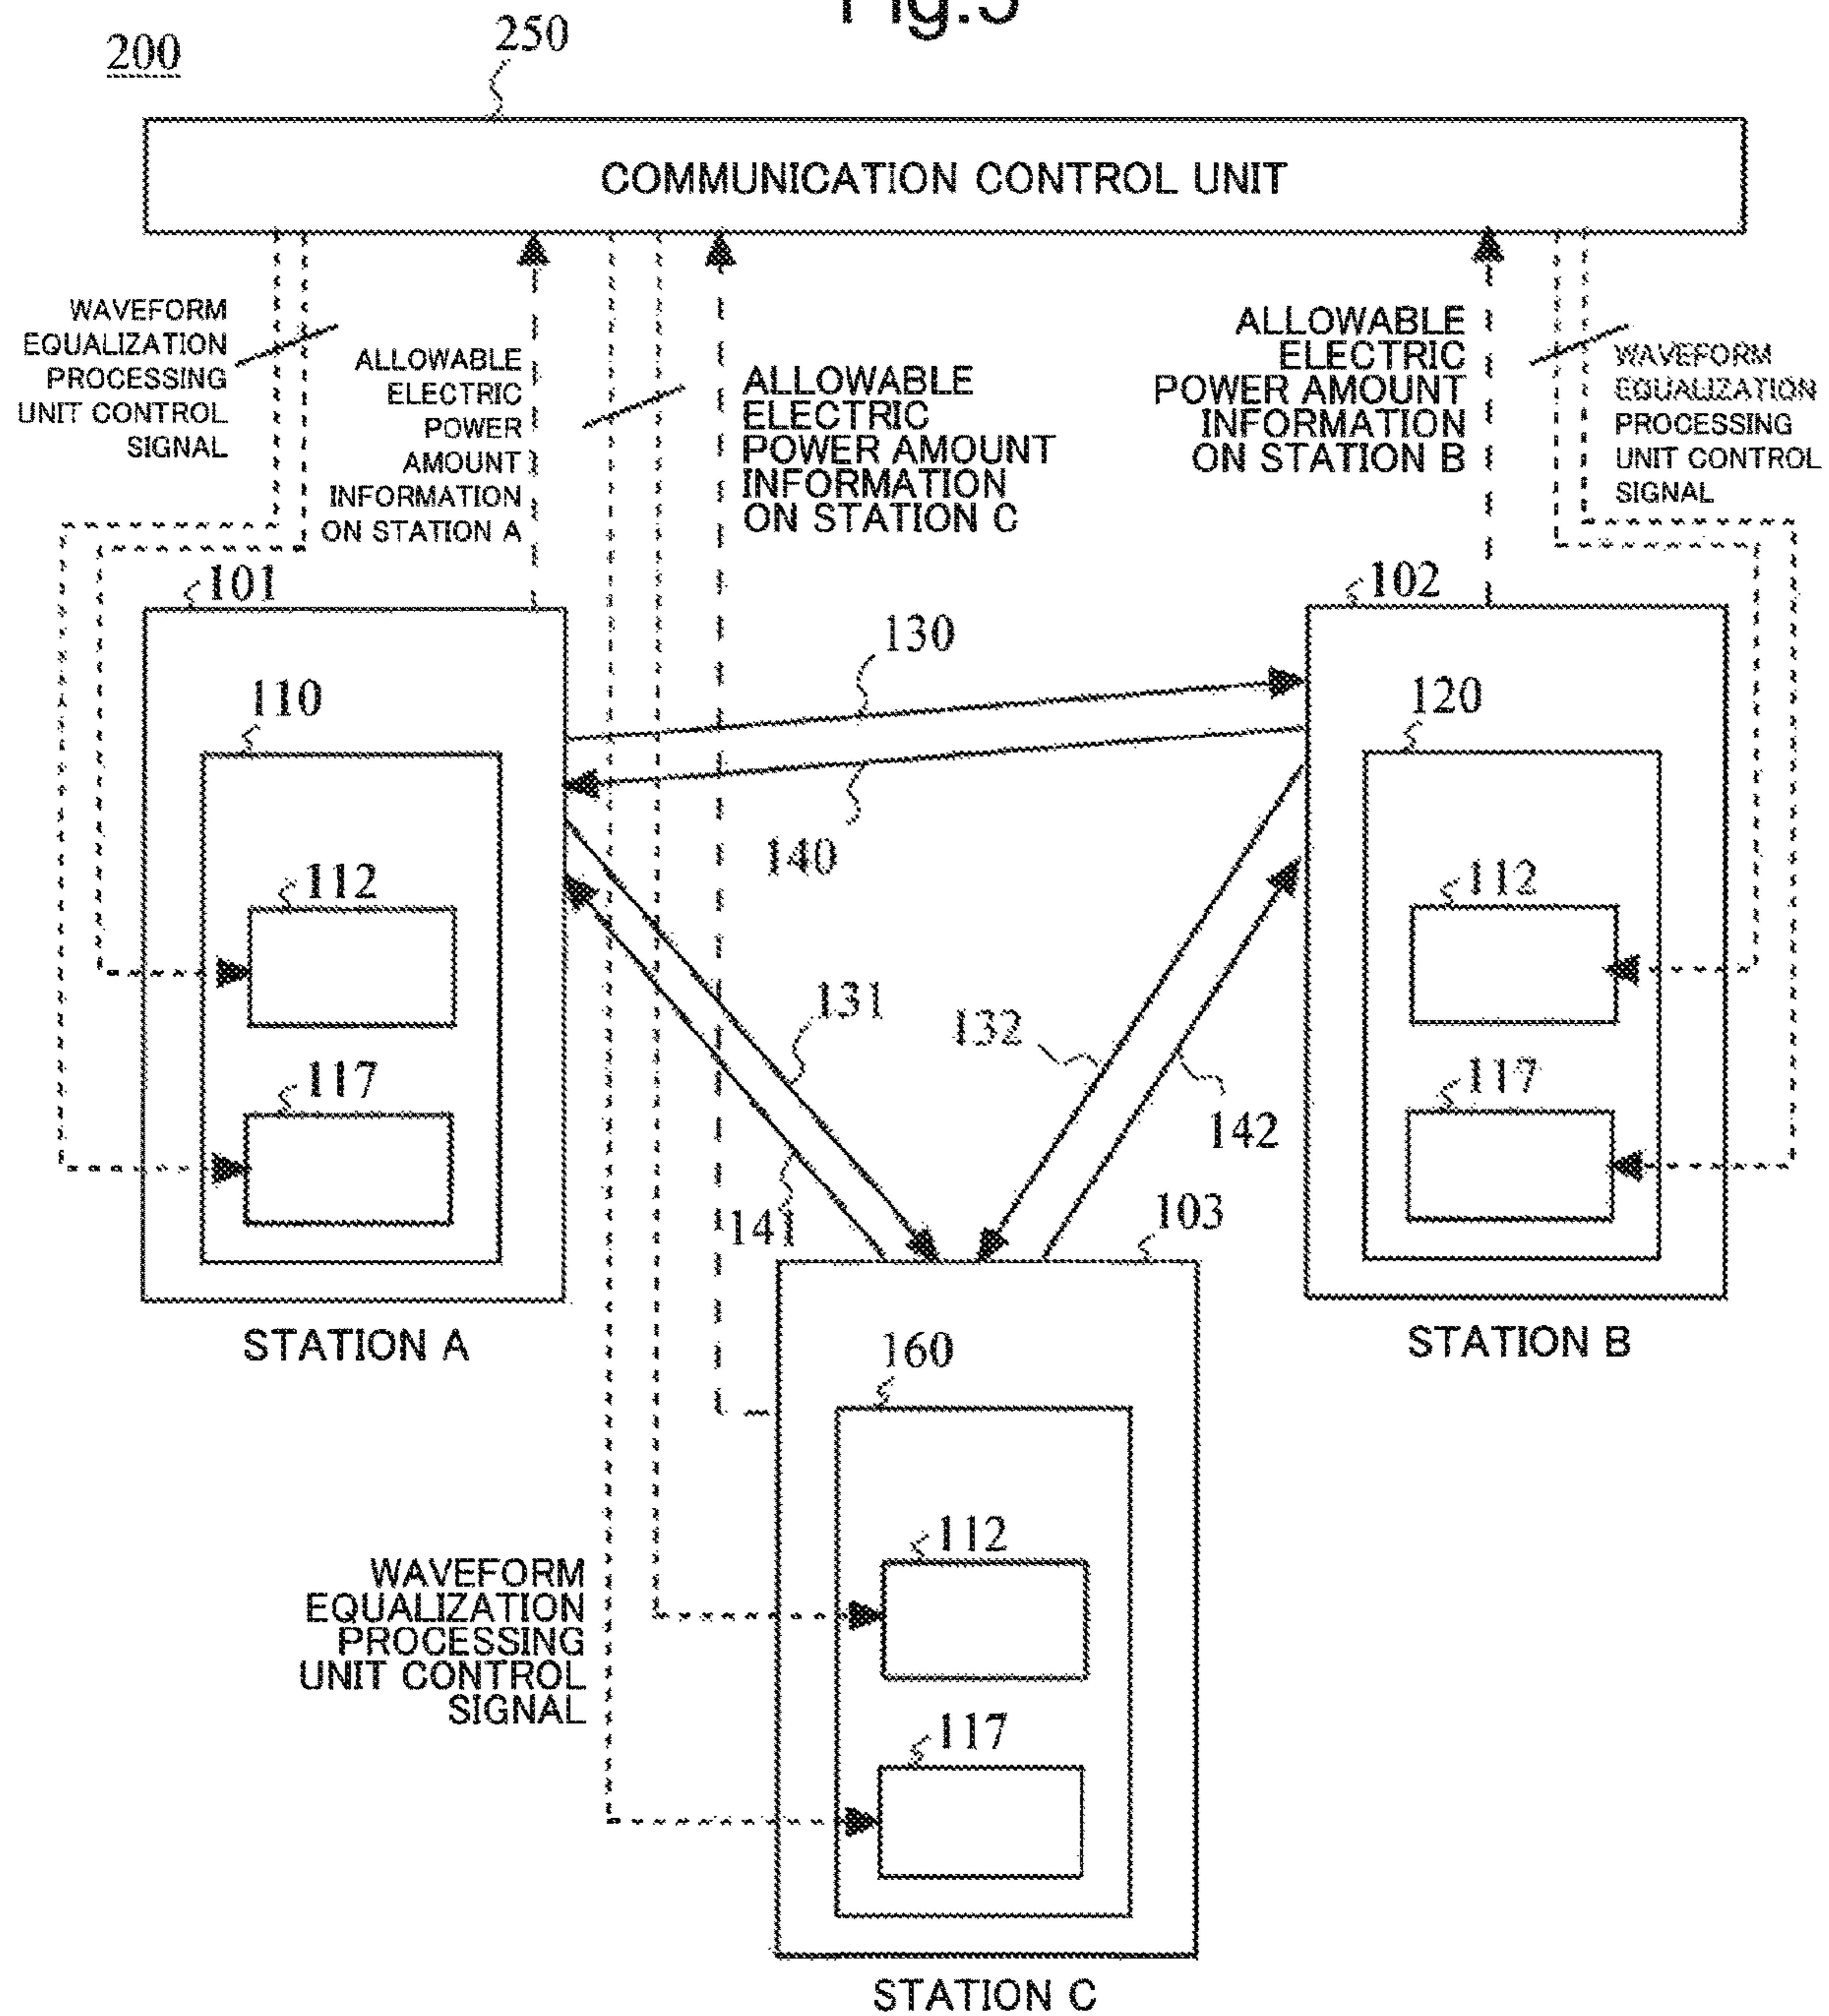 Fig.5
200
250
COMMUNICATION CONTROL UNIT
WAVEFORM
EQUALIZATION
PROCESSING
UNIT CONTROL
SIGNAL
ALLOWABLE
ELECTRIC
POWER
AMOUNT
INFORMATION
ON STATION A
ALLOWABLE
ELECTRIC
POWER AMOUNT
INFORMATION
ON STATION C
ALLOWABLE
ELECTRIC
POWER AMOUNT
INFORMATION
ON STATION B
WAVEFORM
EQUALIZATION
PROCESSING
UNIT CONTROL
SIGNAL
101
102
130
110
120
140
112
112
131
132
117
117
142
141
103
STATION A
STATION B
160
112
WAVEFORM
EQUALIZATION
PROCESSING
UNIT CONTROL
SIGNAL
117
STATION C